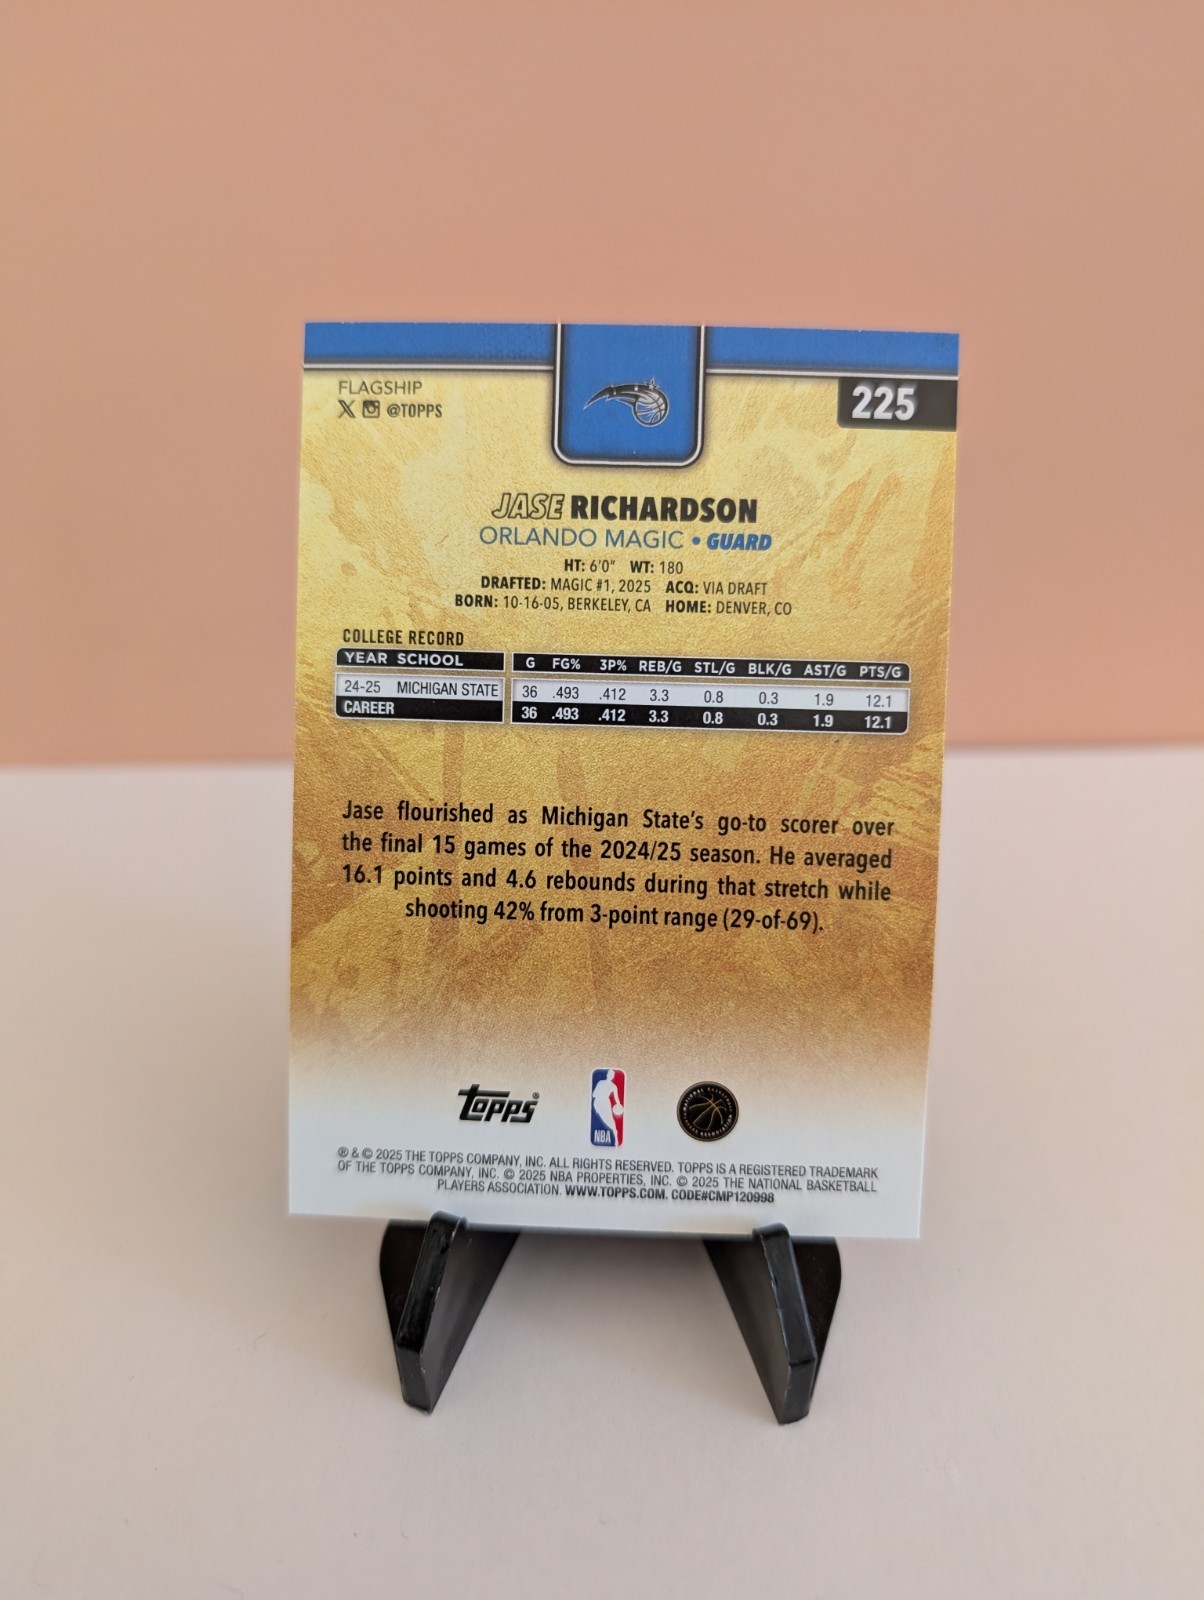 FLAGSHIP
@TOPPS
225
JASE RICHARDSON
ORLANDO MAGIC • GUARD
HT: 6'0" WT: 180
DRAFTED: MAGIC #1, 2025 ACQ: VIA DRAFT
BORN: 10-16-05, BERKELEY, CA HOME: DENVER, CO
COLLEGE RECORD
YEAR SCHOOL G FG% 3P% REB/G STL/G BLK/G AST/G PTS/G
24-25 MICHIGAN STATE 36 .493 .412 3.3 0.8 0.3 1.9 12.1
CAREER 36 .493 .412 3.3 0.8 0.3 1.9 12.1
Jase flourished as Michigan State's go-to scorer over
the final 15 games of the 2024/25 season. He averaged
16.1 points and 4.6 rebounds during that stretch while
shooting 42% from 3-point range (29-of-69).
topps®
NBA
® & © 2025 THE TOPPS COMPANY, INC. ALL RIGHTS RESERVED. TOPPS IS A REGISTERED TRADEMARK
OF THE TOPPS COMPANY, INC. © 2025 NBA PROPERTIES, INC. © 2025 THE NATIONAL BASKETBALL
PLAYERS ASSOCIATION. WWW.TOPPS.COM. CODE#CMP120998